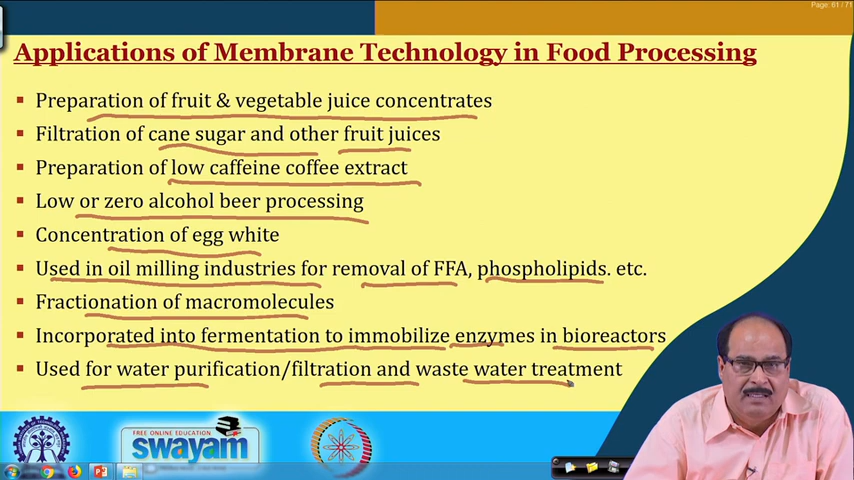 Page: 61 / 71
Applications of Membrane Technology in Food Processing
▪ Preparation of fruit & vegetable juice concentrates
▪ Filtration of cane sugar and other fruit juices
▪ Preparation of low caffeine coffee extract
▪ Low or zero alcohol beer processing
▪ Concentration of egg white
▪ Used in oil milling industries for removal of FFA, phospholipids. etc.
▪ Fractionation of macromolecules
▪ Incorporated into fermentation to immobilize enzymes in bioreactors
▪ Used for water purification/filtration and waste water treatment
FREE ONLINE EDUCATION
swayam